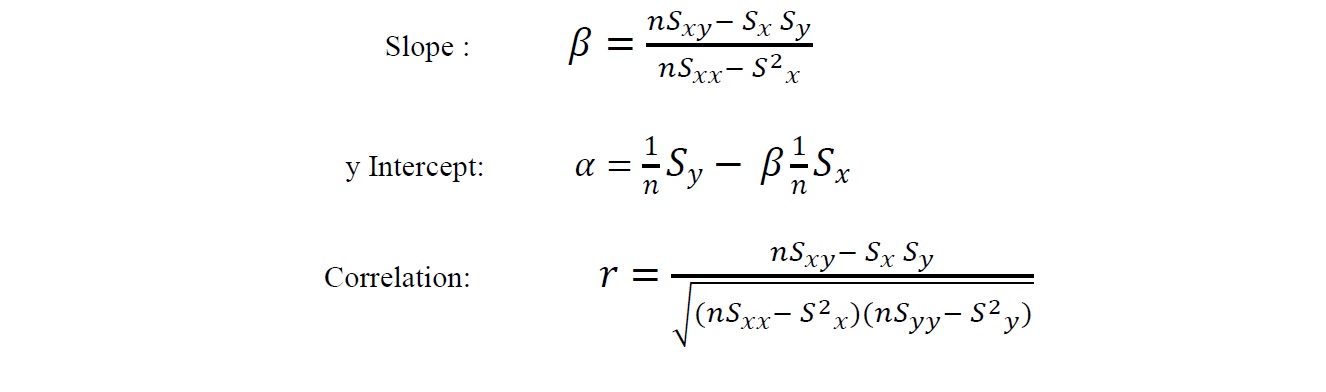 Slope : β = (nS_xy − S_x S_y) / (nS_xx − S²_x)
y Intercept: α = 1/n S_y − β 1/n S_x
Correlation: r = (nS_xy − S_x S_y) / √((nS_xx − S²_x)(nS_yy − S²_y))